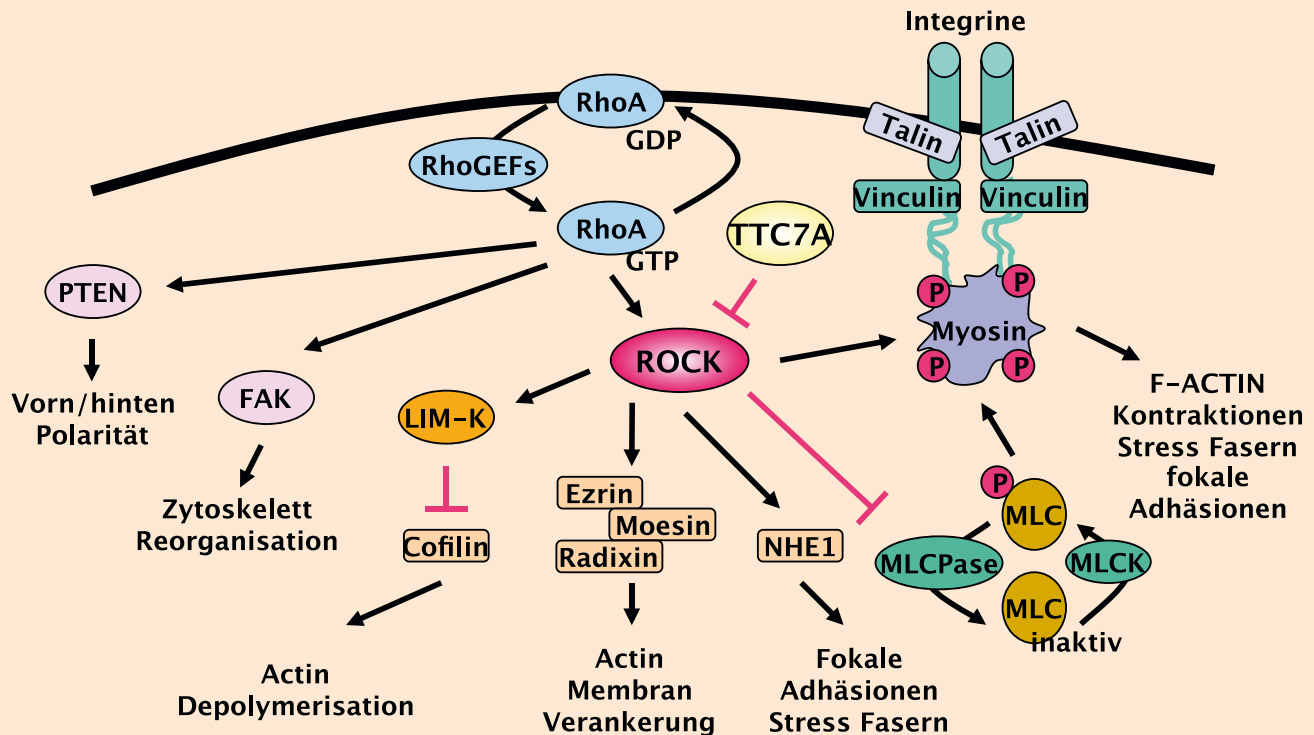 Integrine
RhoA
GDP
Talin
Talin
RhoGEFs
Vinculin
Vinculin
RhoA
GTP
TTC7A
PTEN
P
P
Myosin
ROCK
P
P
Vorn/hinten
Polarität
FAK
LIM-K
F-ACTIN
Kontraktionen
Stress Fasern
fokale
Adhäsionen
Zytoskelett
Reorganisation
Ezrin
Moesin
Radixin
Cofilin
NHE1
P
MLC
MLCPase
MLCK
MLC
inaktiv
Actin
Depolymerisation
Actin
Membran
Verankerung
Fokale
Adhäsionen
Stress Fasern